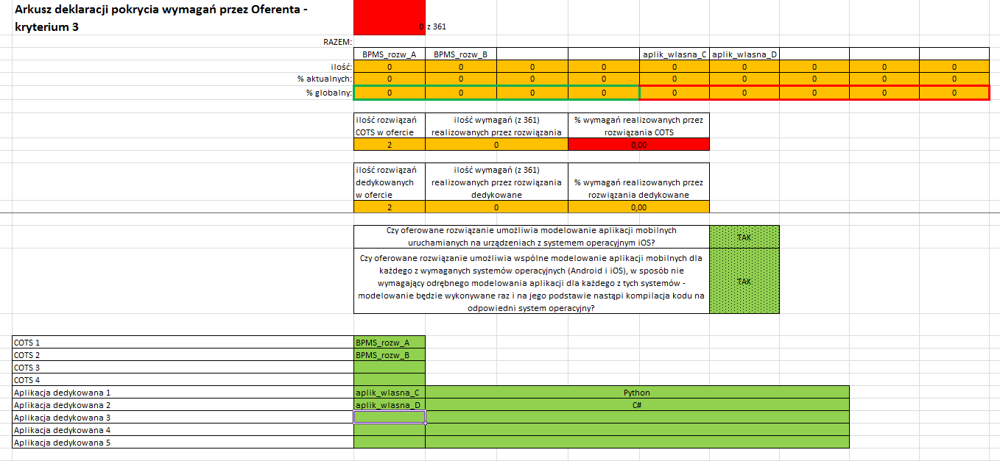 Arkusz deklaracji pokrycia wymagań przez Oferenta -
kryterium 3
0 z 361
RAZEM:
BPMS_rozw_A BPMS_rozw_B aplik_wlasna_C aplik_wlasna_D
ilość: 0 0 0 0 0 0 0 0 0
% aktualnych: 0 0 0 0 0 0 0 0 0
% globalny: 0 0 0 0 0 0 0 0 0
ilość rozwiązań ilość wymagań (z 361) % wymagań realizowanych przez
COTS w ofercie realizowanych przez rozwiązania rozwiązania COTS
2 0 0,00
ilość rozwiązań ilość wymagań (z 361)
dedykowanych realizowanych przez rozwiązania % wymagań realizowanych przez
w ofercie dedykowane rozwiązania dedykowane
2 0 0,00
Czy oferowane rozwiązanie umożliwia modelowanie aplikacji mobilnych
uruchamianych na urządzeniach z systemem operacyjnym iOS?
TAK
Czy oferowane rozwiązanie umożliwia wspólne modelowanie aplikacji mobilnych dla
każdego z wymaganych systemów operacyjnych (Android i iOS), w sposób nie
wymagający odrębnego modelowania aplikacji dla każdego z tych systemów -
modelowanie będzie wykonywane raz i na jego podstawie nastąpi kompilacja kodu na
odpowiedni system operacyjny?
TAK
COTS 1 BPMS_rozw_A
COTS 2 BPMS_rozw_B
COTS 3
COTS 4
Aplikacja dedykowana 1 aplik_wlasna_C Python
Aplikacja dedykowana 2 aplik_wlasna_D C#
Aplikacja dedykowana 3
Aplikacja dedykowana 4
Aplikacja dedykowana 5